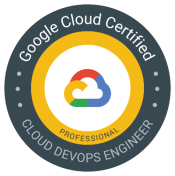 Google Cloud Certified
PROFESSIONAL
CLOUD DEVOPS ENGINEER